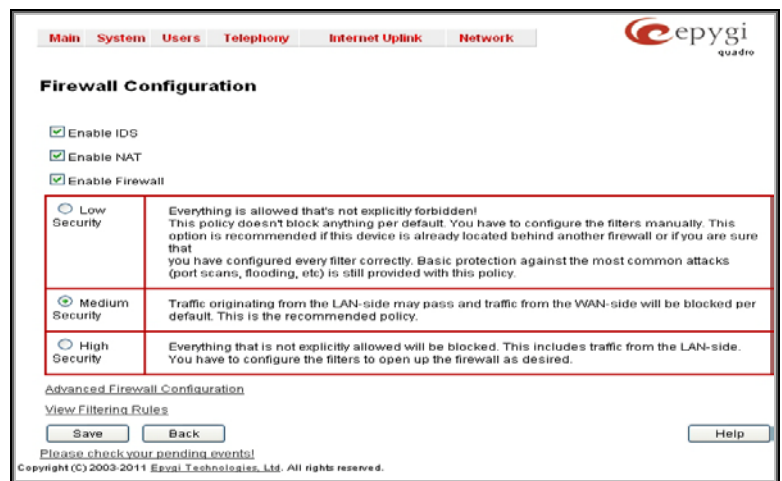 Main System Users Telephony Internet Uplink Network
epygi
quadro
Firewall Configuration
Enable IDS
Enable NAT
Enable Firewall
Low
Security
Everything is allowed that's not explicitly forbidden!
This policy doesn't block anything per default. You have to configure the filters manually. This
option is recommended if this device is already located behind another firewall or if you are sure
that
you have configured every filter correctly. Basic protection against the most common attacks
(port scans, flooding, etc) is still provided with this policy.
Medium
Security
Traffic originating from the LAN-side may pass and traffic from the WAN-side will be blocked per
default. This is the recommended policy.
High
Security
Everything that is not explicitly allowed will be blocked. This includes traffic from the LAN-side.
You have to configure the filters to open up the firewall as desired.
Advanced Firewall Configuration
View Filtering Rules
Save Back Help
Please check your pending events!
Copyright (C) 2003-2011 Epygi Technologies, Ltd. All rights reserved.